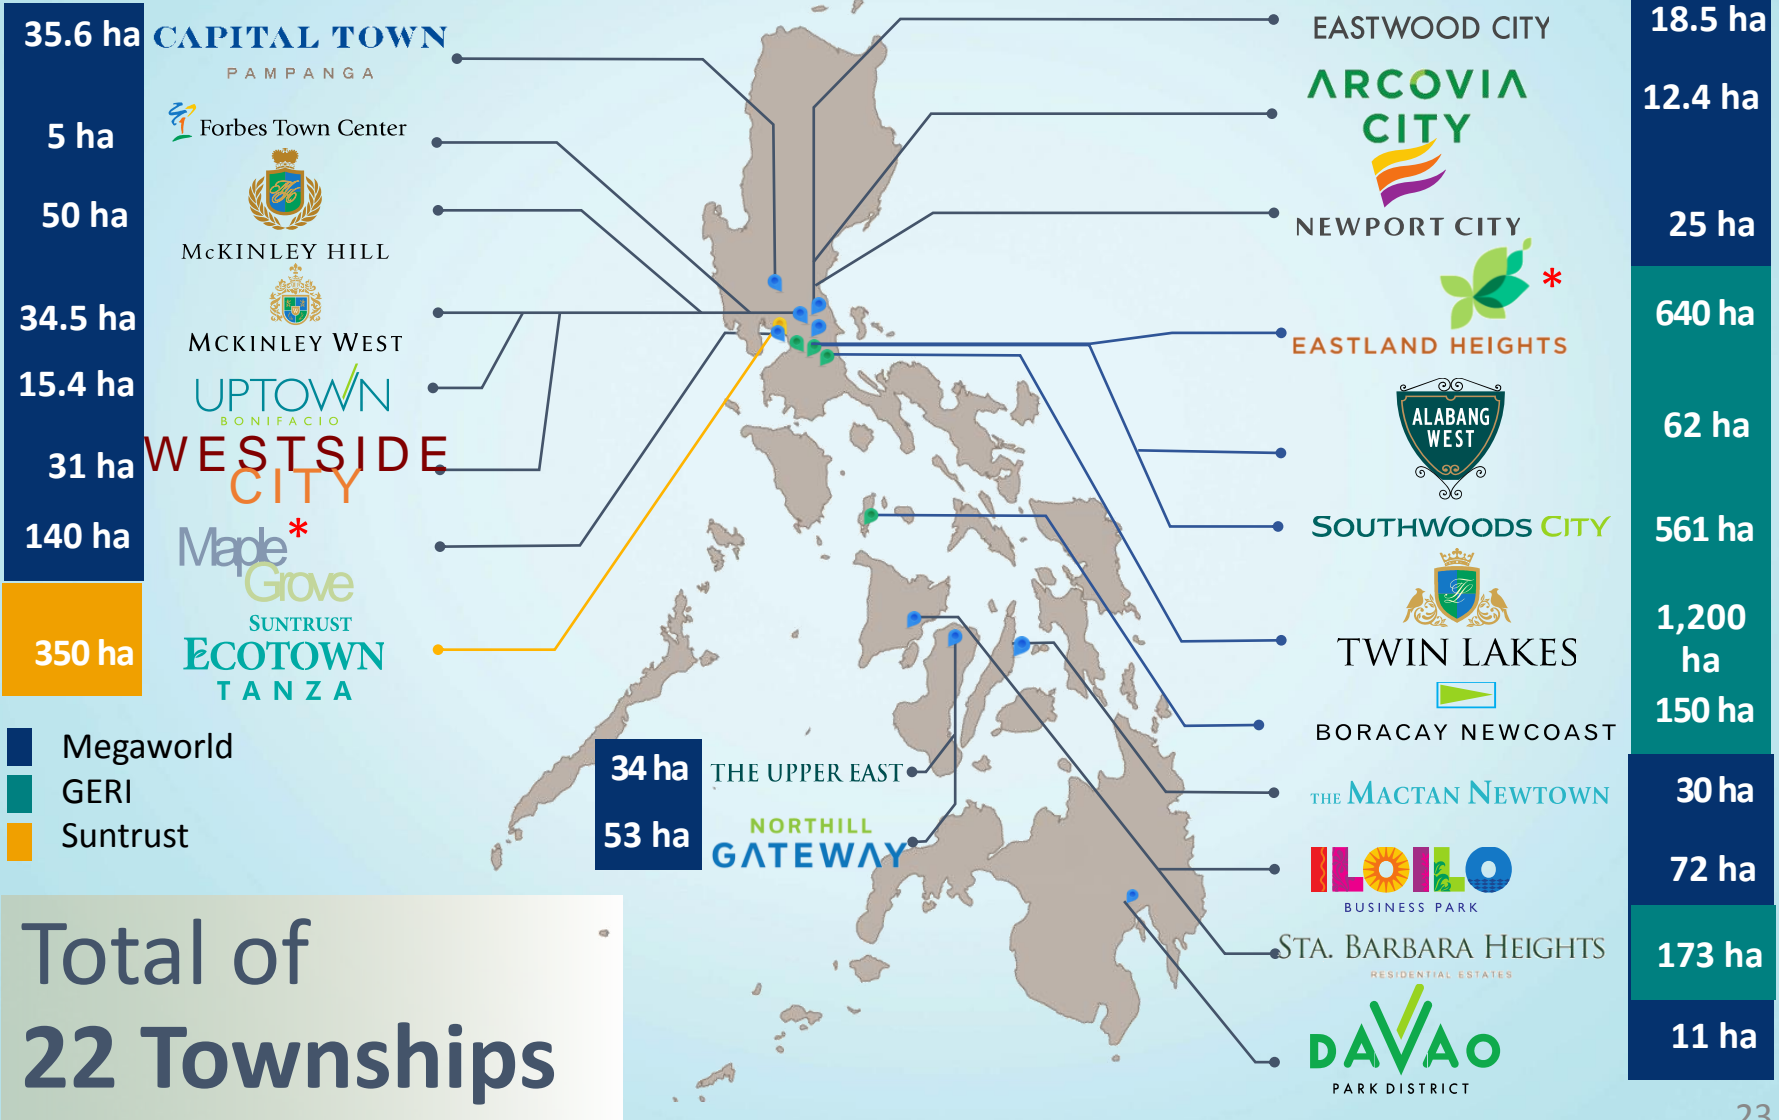 35.6 ha
CAPITAL TOWN
PAMPANGA
5 ha
Forbes Town Center
50 ha
McKINLEY HILL
34.5 ha
MCKINLEY WEST
15.4 ha
UPTOWN
BONIFACIO
31 ha
WESTSIDE
CITY
140 ha
Maple*
Grove
350 ha
SUNTRUST
ECOTOWN
TANZA
Megaworld
GERI
Suntrust
34 ha
THE UPPER EAST
53 ha
NORTHILL
GATEWAY
Total of
22 Townships
EASTWOOD CITY
18.5 ha
ARCOVIA
CITY
12.4 ha
NEWPORT CITY
25 ha
*
EASTLAND HEIGHTS
640 ha
ALABANG
WEST
62 ha
SOUTHWOODS CITY
561 ha
TWIN LAKES
1,200
ha
BORACAY NEWCOAST
150 ha
THE MACTAN NEWTOWN
30 ha
ILOILO
BUSINESS PARK
72 ha
STA. BARBARA HEIGHTS
RESIDENTIAL ESTATES
173 ha
DAVAO
PARK DISTRICT
11 ha
23